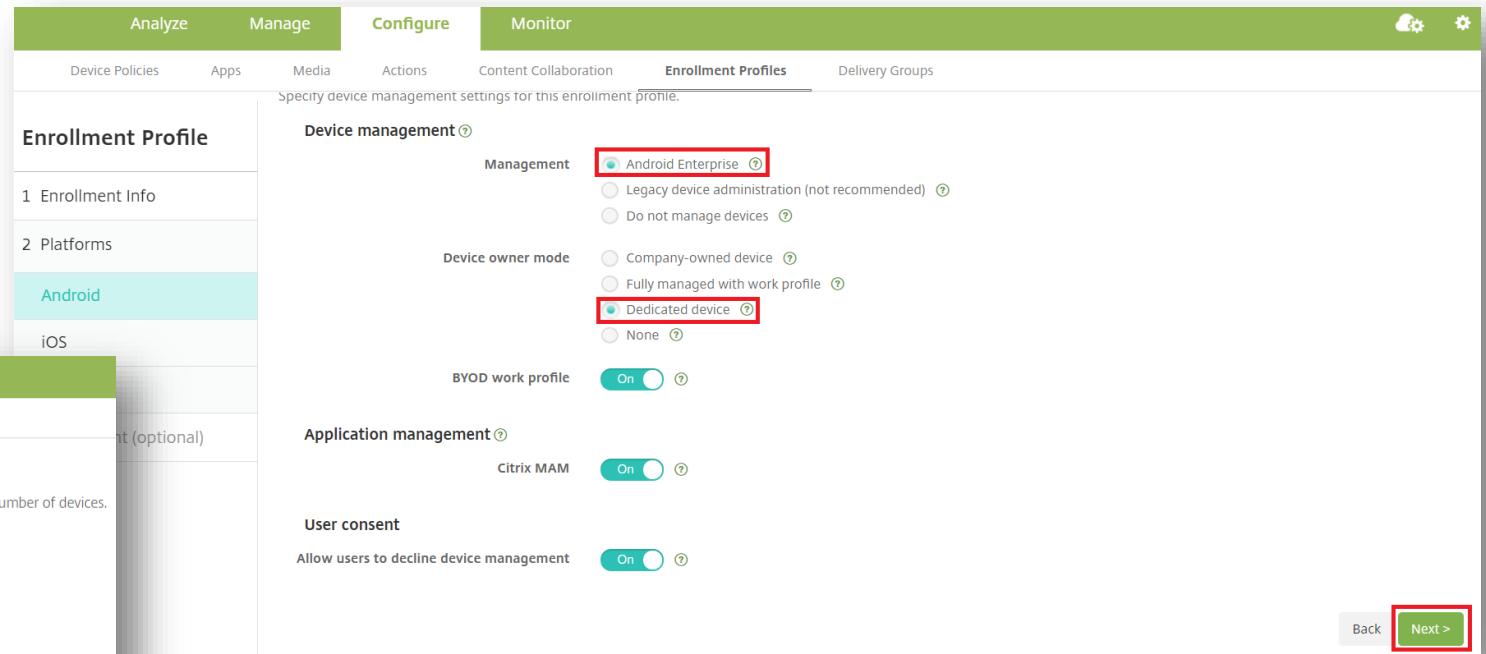 Analyze Manage Configure Monitor
Device Policies Apps Media Actions Content Collaboration Enrollment Profiles Delivery Groups
Specify device management settings for this enrollment profile.
Enrollment Profile
1 Enrollment Info
2 Platforms
Android
iOS
(optional)
number of devices.
Device management ?
Management
Android Enterprise ?
Legacy device administration (not recommended) ?
Do not manage devices ?
Device owner mode
Company-owned device ?
Fully managed with work profile ?
Dedicated device ?
None ?
BYOD work profile On ?
Application management ?
Citrix MAM On ?
User consent
Allow users to decline device management On ?
Back Next >